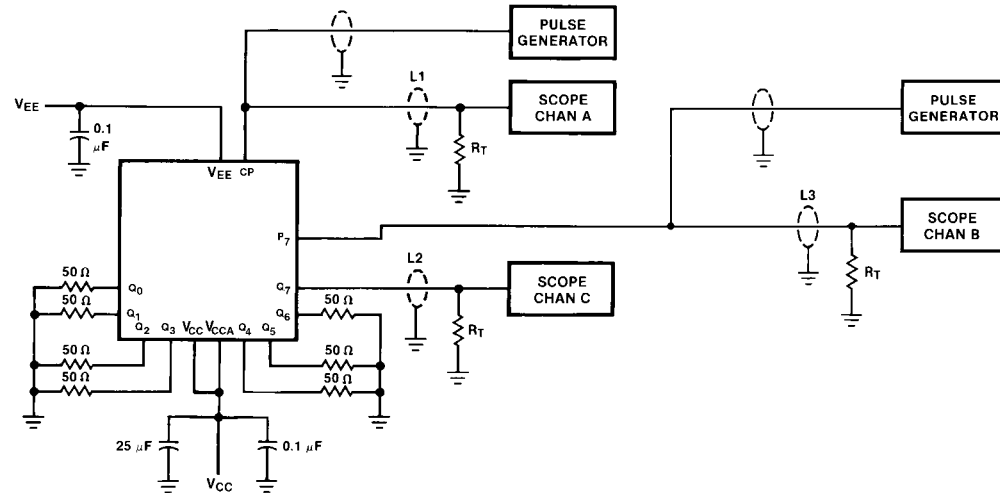 PULSE
GENERATOR
L1
SCOPE
CHAN A
RT
VEE
0.1
μF
VEE CP
PULSE
GENERATOR
L3
SCOPE
CHAN B
RT
P7
L2
Q7
SCOPE
CHAN C
RT
50 Ω
Q0
50 Ω
Q1
Q6
50 Ω
Q2 Q3 VCC VCCA Q4 Q5
50 Ω
50 Ω
50 Ω
50 Ω
25 μF
0.1 μF
VCC